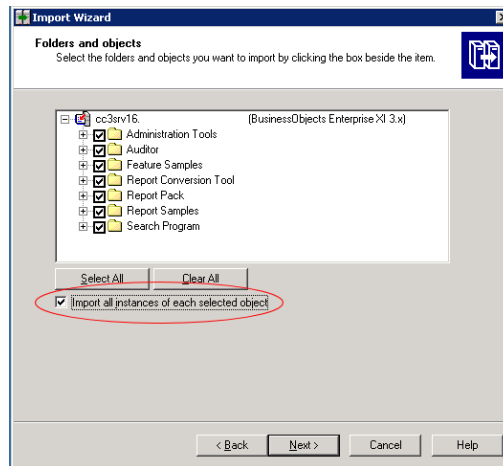 Import Wizard
Folders and objects
Select the folders and objects you want to import by clicking the box beside the item.
cc3srv16. (BusinessObjects Enterprise XI 3.x)
Administration Tools
Auditor
Feature Samples
Report Conversion Tool
Report Pack
Report Samples
Search Program
Select All Clear All
Import all instances of each selected object
< Back Next > Cancel Help